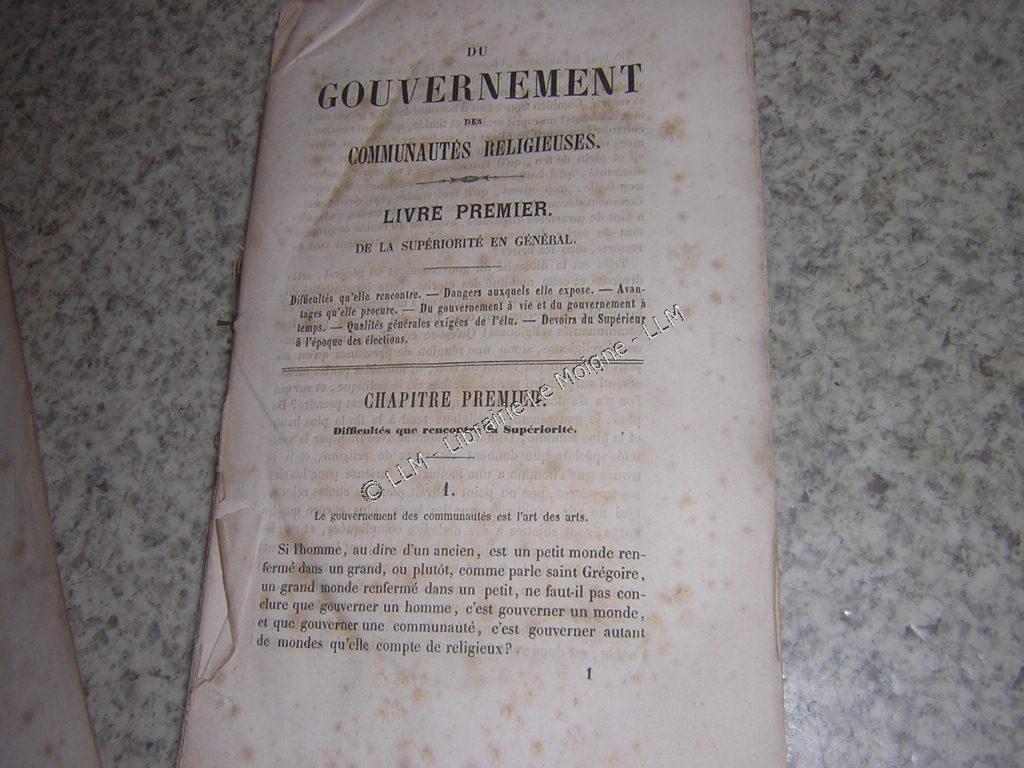 DU
GOUVERNEMENT
DES
COMMUNAUTÉS RELIGIEUSES.
LIVRE PREMIER.
DE LA SUPÉRIORITÉ EN GÉNÉRAL.
Difficultés qu'elle rencontre. — Dangers auxquels elle expose. — Avan-
tages qu'elle procure. — Du gouvernement à vie et du gouvernement à
temps. — Qualités générales exigées de l'élu. — Devoirs du Supérieur
à l'époque des élections.
CHAPITRE PREMIER.
Difficultés que rencontre la Supériorité.
© LLM - Librairie Le Moigne - LLM
1.
Le gouvernement des communautés est l'art des arts.
Si l'homme, au dire d'un ancien, est un petit monde ren-
fermé dans un grand, ou plutôt, comme parle saint Grégoire,
un grand monde renfermé dans un petit, ne faut-il pas con-
clure que gouverner un homme, c'est gouverner un monde,
et que gouverner une communauté, c'est gouverner autant
de mondes qu'elle compte de religieux?
1